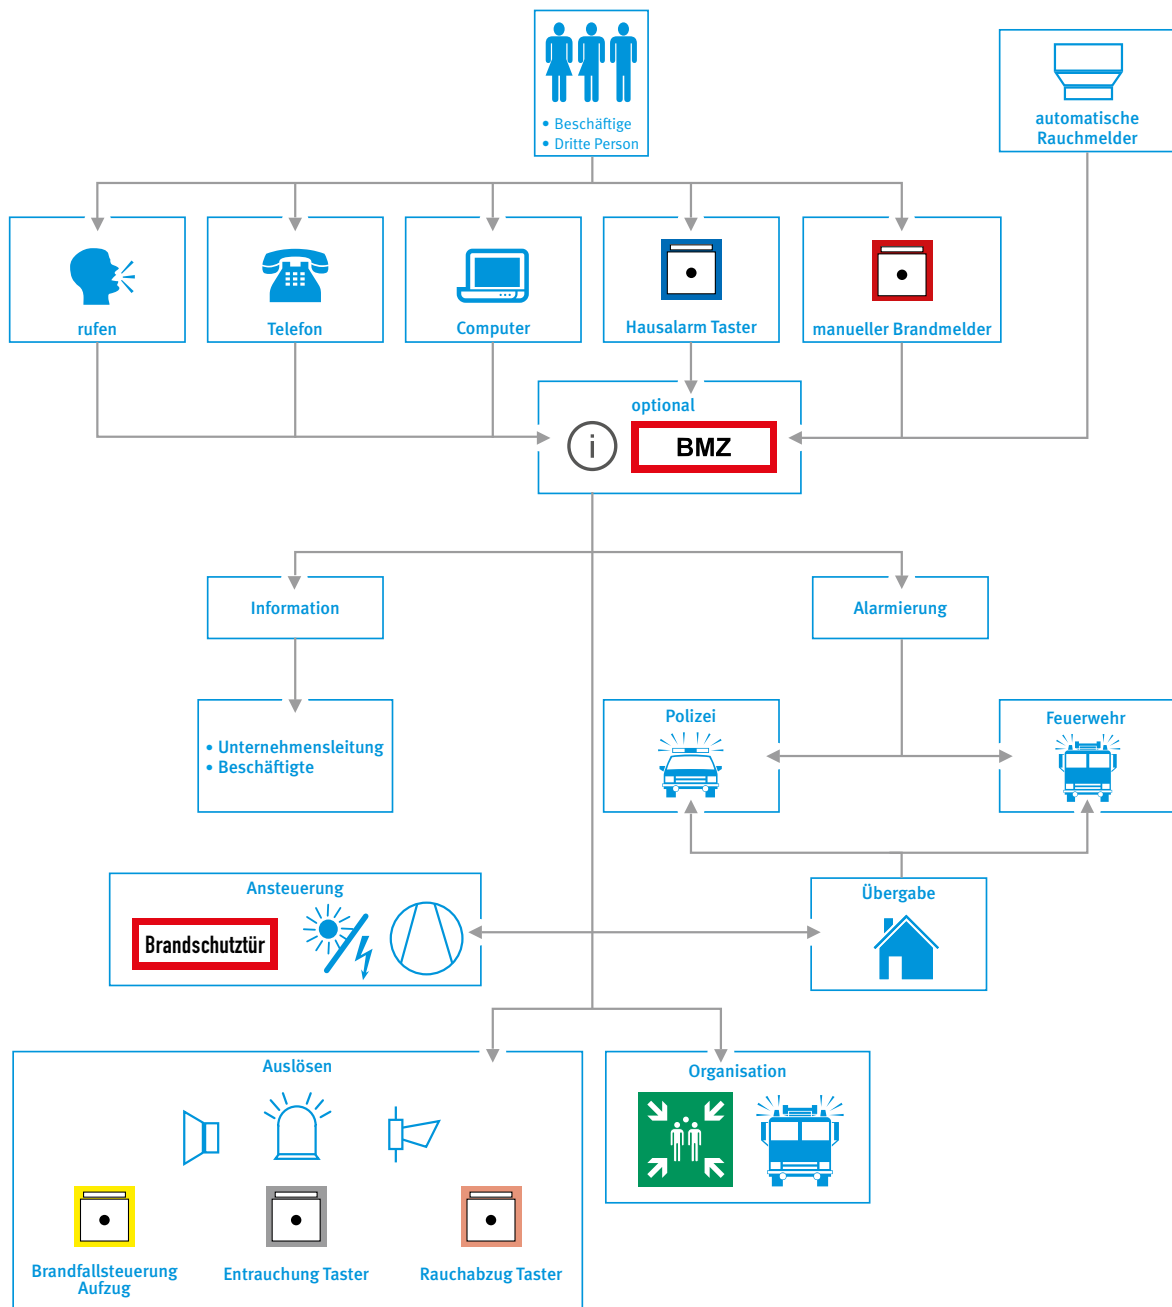 • Beschäftige
• Dritte Person
automatische
Rauchmelder
rufen
Telefon
Computer
Hausalarm Taster
manueller Brandmelder
optional
i
BMZ
Information
Alarmierung
• Unternehmensleitung
• Beschäftigte
Polizei
Feuerwehr
Ansteuerung
Brandschutztür
Übergabe
Auslösen
Organisation
Brandfallsteuerung
Aufzug
Entrauchung Taster
Rauchabzug Taster